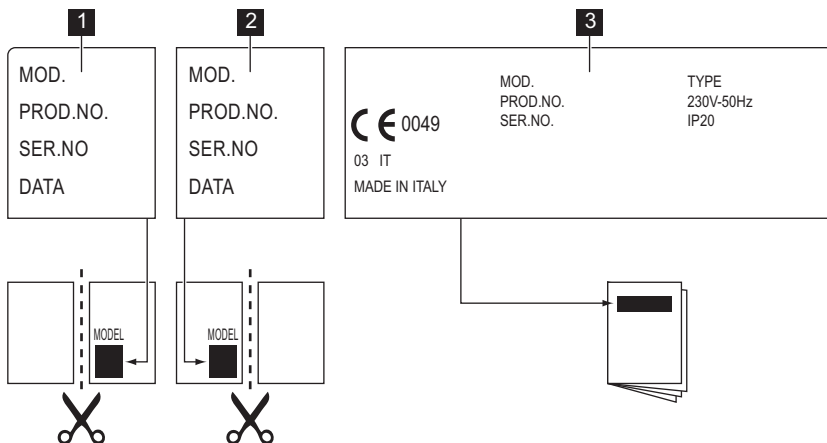 1
MOD.
PROD.NO.
SER.NO
DATA
2
MOD.
PROD.NO.
SER.NO
DATA
3
MOD.
PROD.NO.
SER.NO.
TYPE
230V-50Hz
IP20
CE 0049
03 IT
MADE IN ITALY
MODEL
MODEL